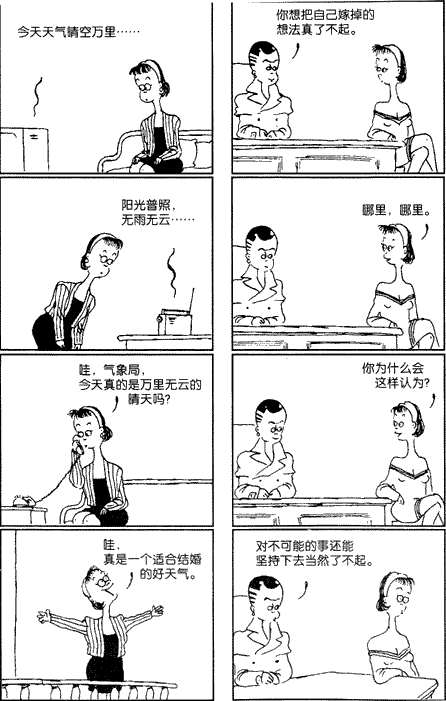 今天天气晴空万里……
阳光普照，
无雨无云……
哇，气象局，
今天真的是万里无云的
晴天吗？
哇，
真是一个适合结婚
的好天气。
你想把自己嫁掉的
想法真了不起。
哪里，哪里。
你为什么会
这样认为？
对不可能的事还能
坚持下去当然了不起。